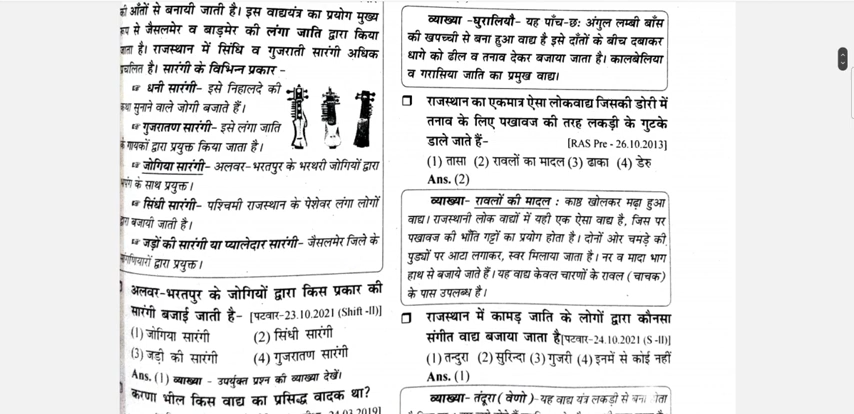 की आँतों से बनायी जाती है। इस वाद्ययंत्र का प्रयोग मुख्य
रूप से जैसलमेर व बाड़मेर की लंगा जाति द्वारा किया
जाता है। राजस्थान में सिंधि व गुजराती सारंगी अधिक
प्रचलित है। सारंगी के विभिन्न प्रकार -
☞ धनी सारंगी- इसे निहालदे की
कथा सुनाने वाले जोगी बजाते हैं।
☞ गुजरातण सारंगी- इसे लंगा जाति
के गायकों द्वारा प्रयुक्त किया जाता है।
☞ जोगिया सारंगी- अलवर-भरतपुर के भरथरी जोगियों द्वारा
के साथ प्रयुक्त।
☞ सिंधी सारंगी- पश्चिमी राजस्थान के पेशेवर लंगा लोगों
द्वारा बजायी जाती है।
☞ जड़ों की सारंगी या प्यालेदार सारंगी- जैसलमेर जिले के
मांगणियारों द्वारा प्रयुक्त।
अलवर-भरतपुर के जोगियों द्वारा किस प्रकार की
सारंगी बजाई जाती है- [पटवार-23.10.2021 (Shift -II)]
(1) जोगिया सारंगी (2) सिंधी सारंगी
(3) जड़ी की सारंगी (4) गुजरातण सारंगी
Ans. (1) व्याख्या - उपर्युक्त प्रश्न की व्याख्या देखें।
करणा भील किस वाद्य का प्रसिद्ध वादक था?
24.03.2019]
व्याख्या -घुरालियौ- यह पाँच-छः अंगुल लम्बी बाँस
की खपच्ची से बना हुआ वाद्य है इसे दाँतों के बीच दबाकर
धागे को ढील व तनाव देकर बजाया जाता है। कालबेलिया
व गरासिया जाति का प्रमुख वाद्य।
❑ राजस्थान का एकमात्र ऐसा लोकवाद्य जिसकी डोरी में
तनाव के लिए पखावज की तरह लकड़ी के गुटके
डाले जाते हैं- [RAS Pre - 26.10.2013]
(1) तासा (2) रावलों का मादल (3) ढाका (4) डेरु
Ans. (2)
व्याख्या- रावलों की मादल : काष्ठ खोलकर मढ़ा हुआ
वाद्य। राजस्थानी लोक वाद्यों में यही एक ऐसा वाद्य है, जिस पर
पखावज की भाँति गट्टों का प्रयोग होता है। दोनों ओर चमड़े की
पुड्यों पर आटा लगाकर, स्वर मिलाया जाता है। नर व मादा भाग
हाथ से बजाये जाते हैं। यह वाद्य केवल चारणों के रावल (चाचक)
के पास उपलब्ध है।
❑ राजस्थान में कामड़ जाति के लोगों द्वारा कौनसा
संगीत वाद्य बजाया जाता है[पटवार-24.10.2021 (S -II)]
(1) तन्दुरा (2) सुरिन्दा (3) गुजरी (4) इनमें से कोई नहीं
Ans. (1)
व्याख्या- तंदूरा ( वेणो )- यह वाद्य यंत्र लकड़ी से बना